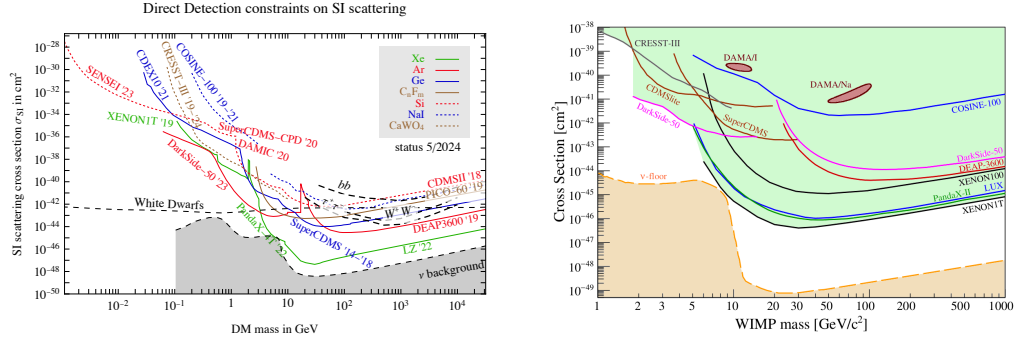 Direct Detection constraints on SI scattering
SI scattering cross section σSI in cm2
10−28
10−30
10−32
10−34
10−36
10−38
10−40
10−42
10−44
10−46
10−48
10−50
10−2
10−1
1
10
102
103
104
DM mass in GeV
Xe
Ar
Ge
CnFm
Si
NaI
CaWO4
status 5/2024
SENSEI '23
CDEX10 '21
CRESST−III '19
COSINE−100 '19−'21
XENON1T '19
SuperCDMS−CPD '20
DAMIC '20
DarkSide−50 '23
bb
CDMSII '18
PICO−60 '19
W+W−
White Dwarfs
DEAP3600 '19
PandaX−4T '22
SuperCDMS '14−'18
LZ '22
ν background
Cross Section [cm2]
10−38
10−39
10−40
10−41
10−42
10−43
10−44
10−45
10−46
10−47
10−48
10−49
1
2
3
4 5
10
20
30
100
200
1000
WIMP mass [GeV/c2]
CRESST-III
DAMA/I
DAMA/Na
CDMSlite
COSINE-100
DarkSide-50
SuperCDMS
DarkSide-50
DEAP-3600
XENON100
LUX
PandaX-II
XENON1T
ν-floor